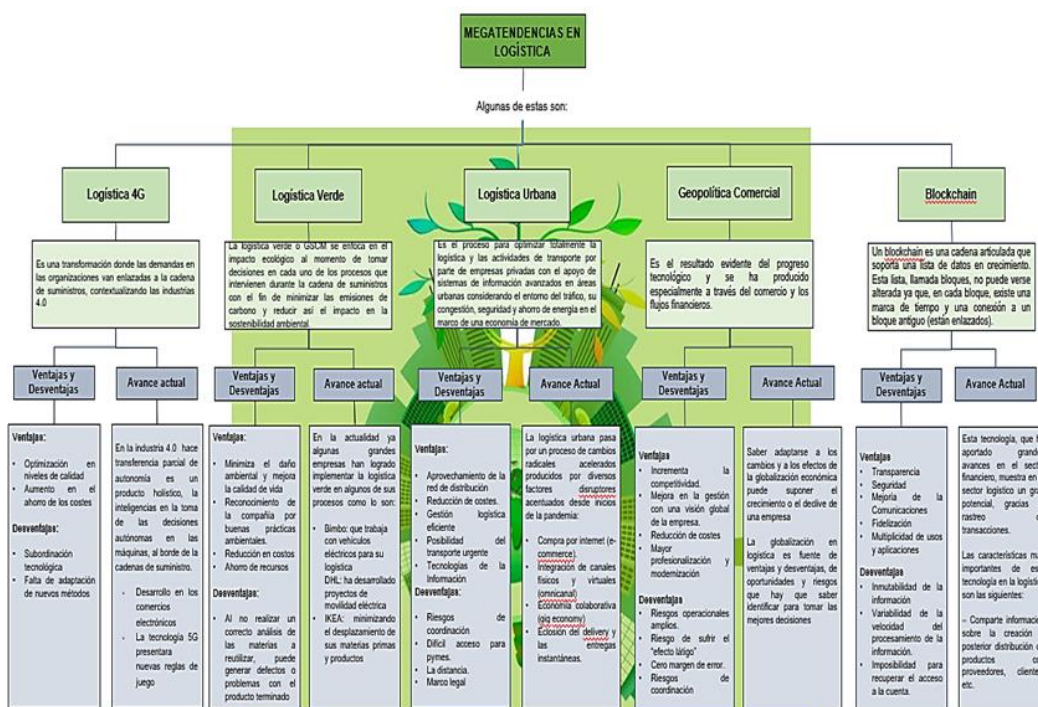 MEGATENDENCIAS EN
LOGÍSTICA
Algunas de estas son:
Logística 4G
Es una transformación donde las demandas en
las organizaciones van enlazados a la cadena
de suministros, contextualizando las industrias
4.0
Ventajas y
Desventajas
Ventajas:
• Optimización en
niveles de calidad
• Aumento en el
ahorro de los costos
Desventajas:
• Subordinación
tecnológica
• Falta de adaptación
de nuevos métodos
Avance actual
En la industria 4.0 hace
transferencia parcial de
autonomía es un
producto holístico, la
inteligencias en la toma
de las decisiones
autónomas en las
máquinas, al borde de la
cadenas de suministro.
- Desarrollo en los
comercios
electrónicos
- La tecnología 5G
presentara
nuevas reglas de
juego
Logística Verde
La logística verde o GSCM se enfoca en el
impacto ecológico al momento de tomar
decisiones en cada uno de los procesos que
intervienen durante la cadena de suministros
con el fin de minimizar las emisiones de
carbono y reducir así el impacto en la
sostenibilidad ambiental.
Ventajas y
Desventajas
Ventajas:
• Minimiza el daño
ambiental y mejora
la calidad de vida
• Reconocimiento de
la compañía por
buenas prácticas
ambientales.
• Reducción en costos
• Ahorro de recursos
Desventajas:
• Al no realizar un
correcto análisis de
las materias a
reutilizar, puede
generar defectos o
problemas con el
producto terminado
Avance actual
En la actualidad ya
algunas grandes
empresas han logrado
implementar la logística
verde en algunos de sus
procesos como lo son:
• Bimbo: que trabaja
con vehículos
eléctricos para su
logística
DHL: ha desarrollado
proyectos de
movilidad eléctrica
• IKEA: minimizando
el desplazamiento de
sus materias primas
y productos
Logística Urbana
Es el proceso para optimizar totalmente la
logística y las actividades de transporte por
parte de empresas privadas con el apoyo de
sistemas de información avanzados en áreas
urbanas considerando el entorno del tráfico, su
congestión, seguridad y ahorro de energía en el
marco de una economía de mercado.
Ventajas y
Desventajas
Ventajas:
• Aprovechamiento de
la red de distribución
• Reducción de costes.
• Gestión logística
eficiente
• Posibilidad del
transporte urgente
• Tecnologías de la
Información
Desventajas:
• Riesgos de
coordinación
• Difícil acceso para
pymes.
• La distancia.
• Marco legal
Avance Actual
La logística urbana pasa
por un proceso de cambios
radicales acelerados
producidos por diversos
factores disruptores
acentuados desde inicios
de la pandemia:
• Compra por internet (e-
commerce).
• Integración de canales
físicos y virtuales
(omnicanal)
• Economía colaborativa
(gig economy)
• Eclosión del delivery y
las entregas
instantáneas.
Geopolítica Comercial
Es el resultado evidente del progreso
tecnológico y se ha producido
especialmente a través del comercio y los
flujos financieros.
Ventajas y
Desventajas
Ventajas
• Incrementa la
competitividad.
• Mejora en la gestión
con una visión global
de la empresa.
• Reducción de costes
• Mayor
profesionalización y
modernización
Desventajas
• Riesgos operacionales
amplios.
• Riesgo de sufrir el
"efecto látigo"
• Cero margen de error.
• Riesgos de
coordinación
Avance Actual
Saber adaptarse a los
cambios y a los efectos de
la globalización económica
puede suponer el
crecimiento o el declive de
una empresa
La globalización en
logística es fuente de
ventajas y desventajas, de
oportunidades y riesgos
que hay que saber
identificar para tomar las
mejores decisiones
Blockchain
Un blockchain es una cadena articulada que
soporta una lista de datos en crecimiento.
Esta lista, llamada bloques, no puede verse
alterada ya que, en cada bloque, existe una
marca de tiempo y una conexión a un
bloque antiguo (están enlazados).
Ventajas y
Desventajas
Ventajas
• Transparencia
• Seguridad
• Mejoría de la
Comunicaciones
• Fidelización
• Multiplicidad de usos
y aplicaciones
Desventajas
• Inmutabilidad de la
información
• Variabilidad de la
velocidad del
procesamiento de la
información.
• Imposibilidad para
recuperar el acceso
a la cuenta.
Avance Actual
Esta tecnología, que h
aportado grand
avances en el sect
financiero, muestra en
sector logístico un gra
potencial, gracias
rastreo d
transacciones.
Las características má
importantes de es
tecnología en la logístic
son las siguientes:
– Comparte informació
sobre la creación
posterior distribución d
productos co
proveedores, cliente
etc.